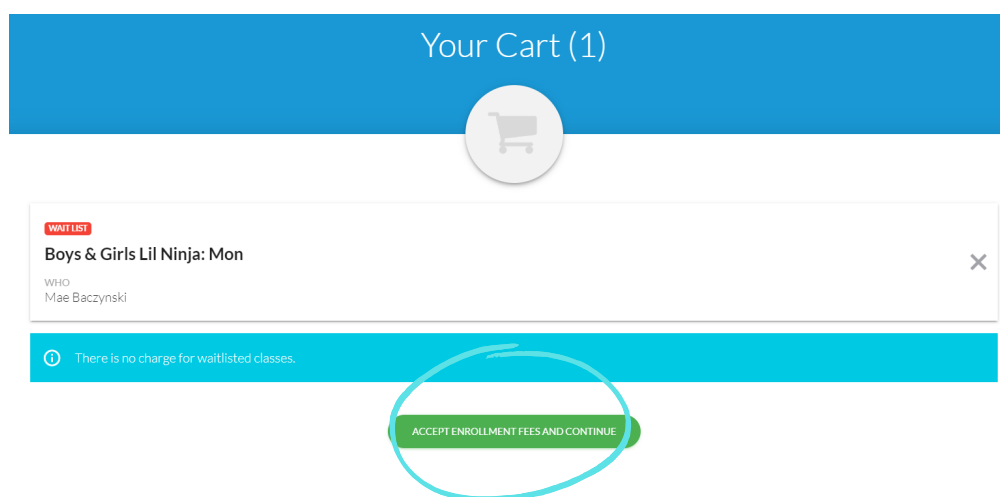 Your Cart (1)
WAIT LIST
Boys & Girls Lil Ninja: Mon
WHO
Mae Baczynski
There is no charge for waitlisted classes.
ACCEPT ENROLLMENT FEES AND CONTINUE